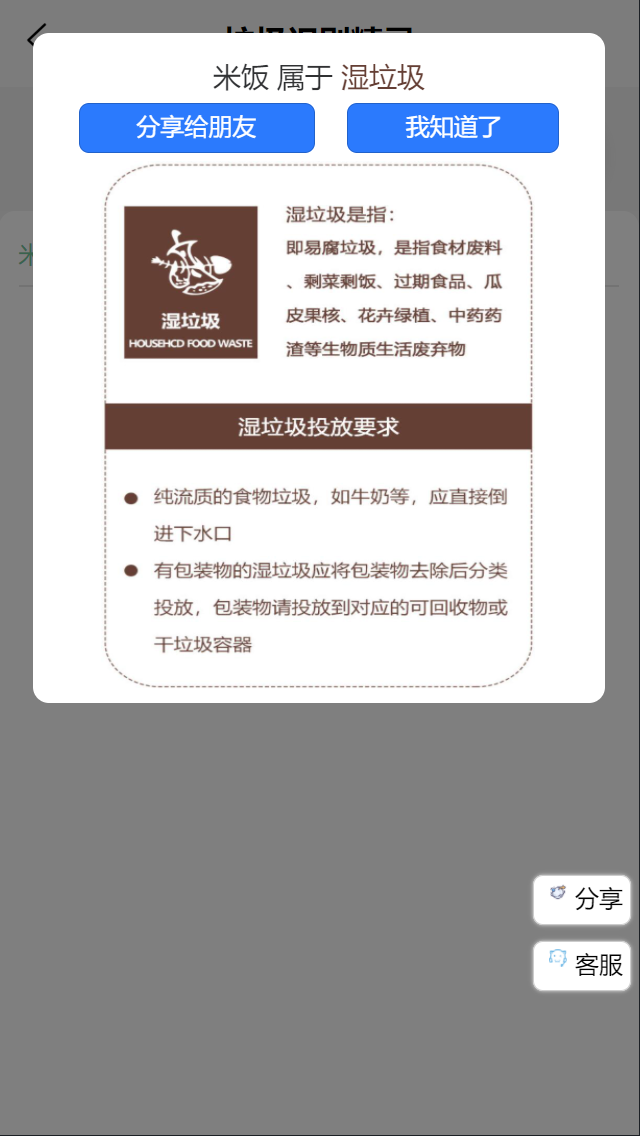 米饭 属于 湿垃圾
分享给朋友
我知道了
湿垃圾是指：
即易腐垃圾，是指食材废料
、剩菜剩饭、过期食品、瓜
皮果核、花卉绿植、中药药
渣等生物质生活废弃物
湿垃圾
HOUSEHCD FOOD WASTE
湿垃圾投放要求
纯流质的食物垃圾，如牛奶等，应直接倒
进下水口
有包装物的湿垃圾应将包装物去除后分类
投放，包装物请投放到对应的可回收物或
干垃圾容器
分享
客服